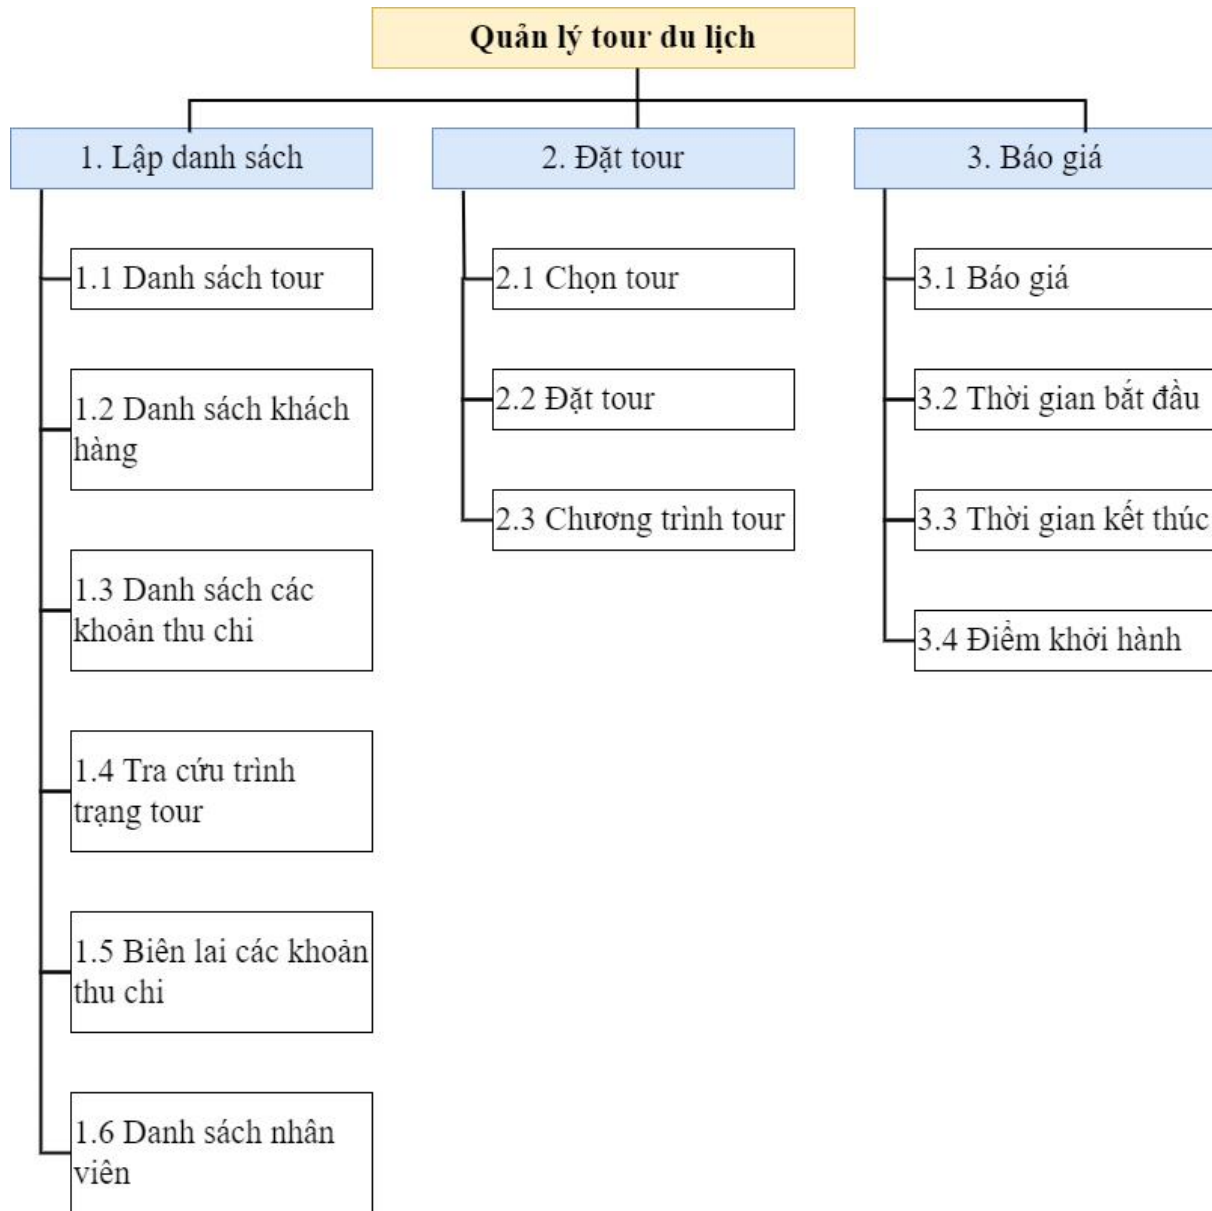 Quản lý tour du lịch
1. Lập danh sách
1.1 Danh sách tour
1.2 Danh sách khách
hàng
1.3 Danh sách các
khoản thu chi
1.4 Tra cứu trình
trạng tour
1.5 Biên lai các khoản
thu chi
1.6 Danh sách nhân
viên
2. Đặt tour
2.1 Chọn tour
2.2 Đặt tour
2.3 Chương trình tour
3. Báo giá
3.1 Báo giá
3.2 Thời gian bắt đầu
3.3 Thời gian kết thúc
3.4 Điểm khởi hành